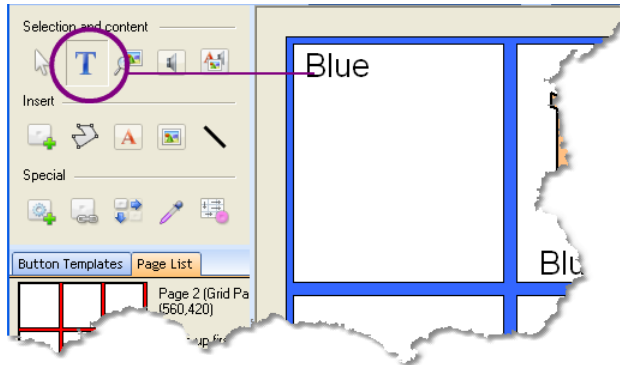 Selection and content
T
Blue
Insert
A
Special
Blu
Button Templates
Page List
Page 2 (Grid Pa
(560,420)